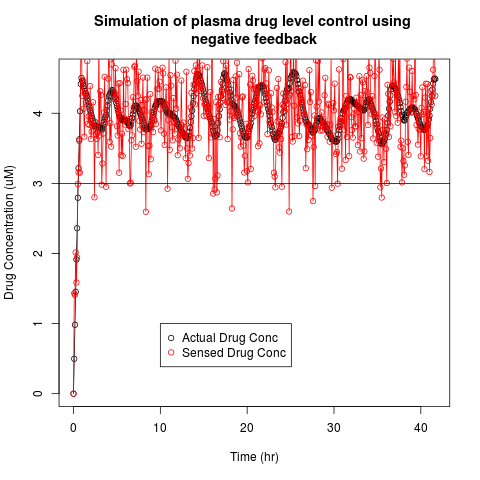 Simulation of plasma drug level control using
negative feedback
Drug Concentration (uM)
4
3
2
1
0
Actual Drug Conc
Sensed Drug Conc
0 10 20 30 40
Time (hr)